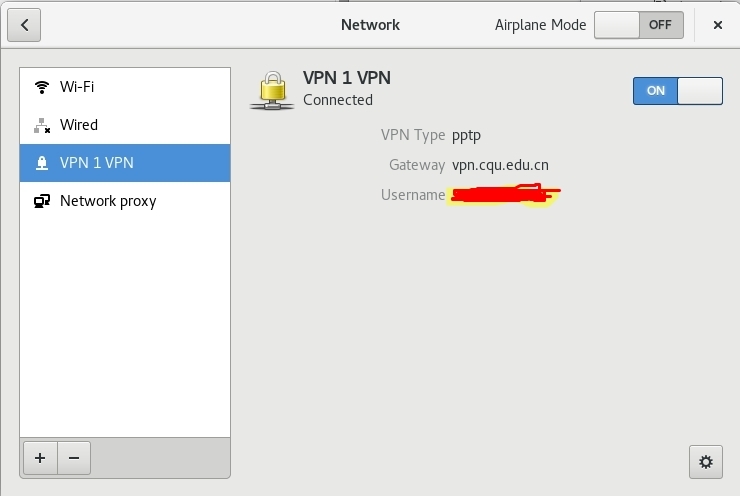 Network
Airplane Mode
OFF
Wi-Fi
Wired
VPN 1 VPN
Network proxy
VPN 1 VPN
Connected
ON
VPN Type pptp
Gateway vpn.cqu.edu.cn
Username